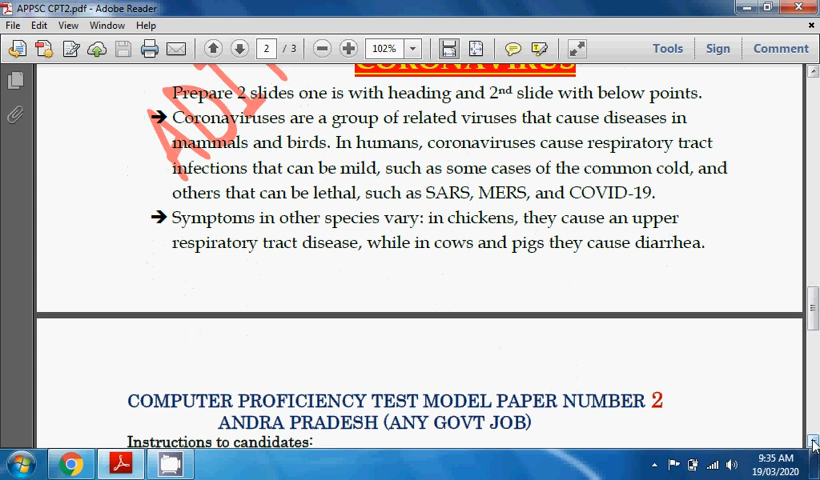 APPSC CPT2.pdf - Adobe Reader
File Edit View Window Help
2 / 3 102% Tools Sign Comment
CORONAVIRUS
Prepare 2 slides one is with heading and 2nd slide with below points.
➔ Coronaviruses are a group of related viruses that cause diseases in
mammals and birds. In humans, coronaviruses cause respiratory tract
infections that can be mild, such as some cases of the common cold, and
others that can be lethal, such as SARS, MERS, and COVID-19.
➔ Symptoms in other species vary: in chickens, they cause an upper
respiratory tract disease, while in cows and pigs they cause diarrhea.
COMPUTER PROFICIENCY TEST MODEL PAPER NUMBER 2
ANDRA PRADESH (ANY GOVT JOB)
Instructions to candidates:
9:35 AM
19/03/2020